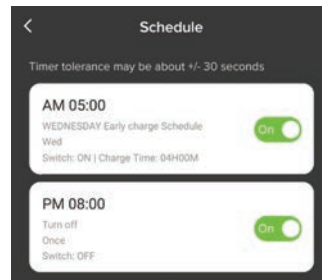 Schedule
Timer tolerance may be about +/- 30 seconds
AM 05:00
WEDNESDAY Early charge Schedule
On
Wed
Switch: ON | Charge Time: 04H00M
PM 08:00
Turn off
On
Once
Switch: OFF